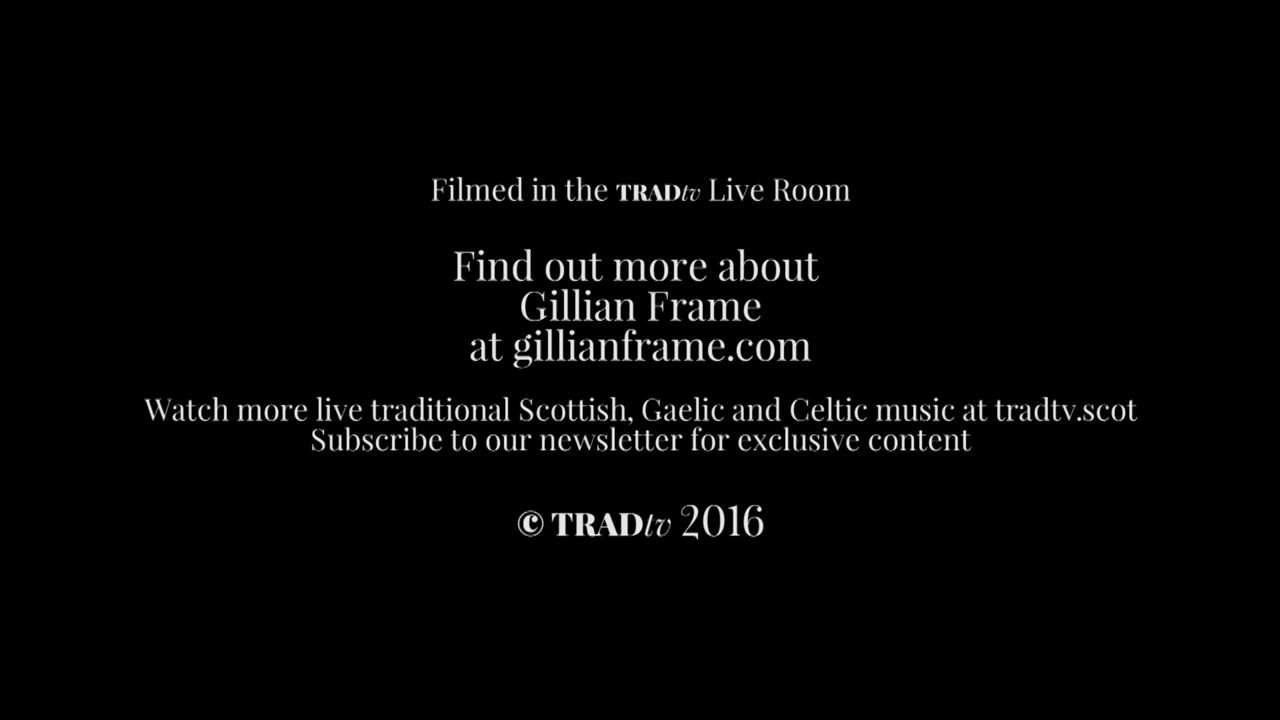 Filmed in the TRADtv Live Room
Find out more about
Gillian Frame
at gillianframe.com
Watch more live traditional Scottish, Gaelic and Celtic music at tradtv.scot
Subscribe to our newsletter for exclusive content
© TRADtv 2016